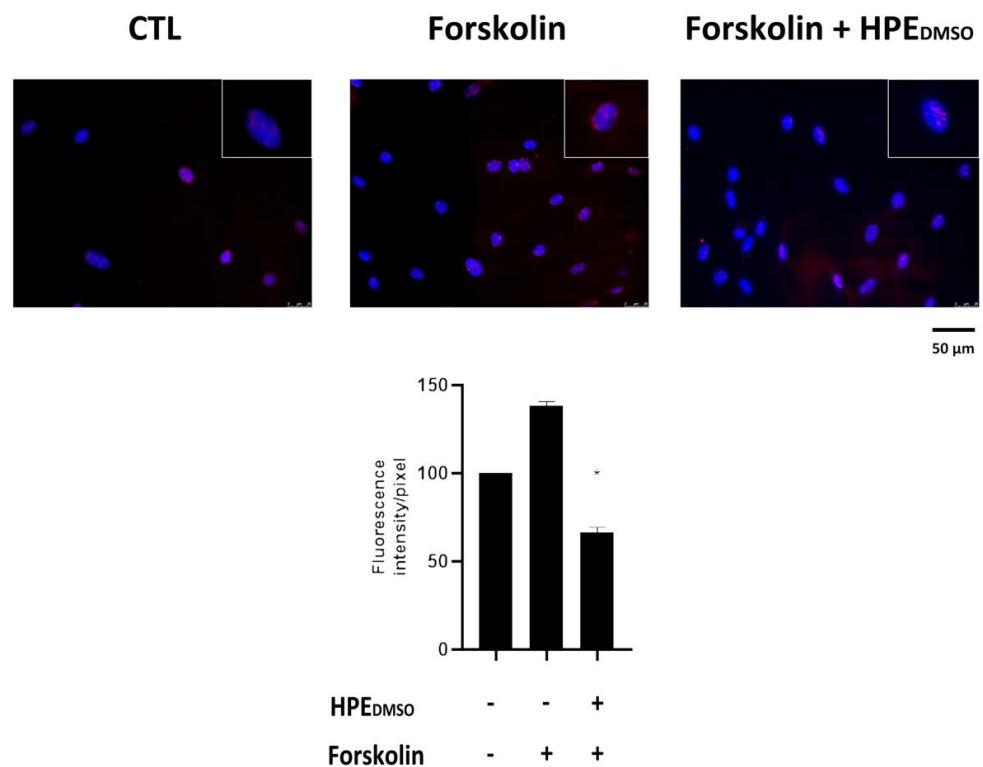 CTL Forskolin Forskolin + HPEDMSO
50 µm
150
100
50
0
Fluorescence
intensity/pixel
*
HPEDMSO - - +
Forskolin - + +